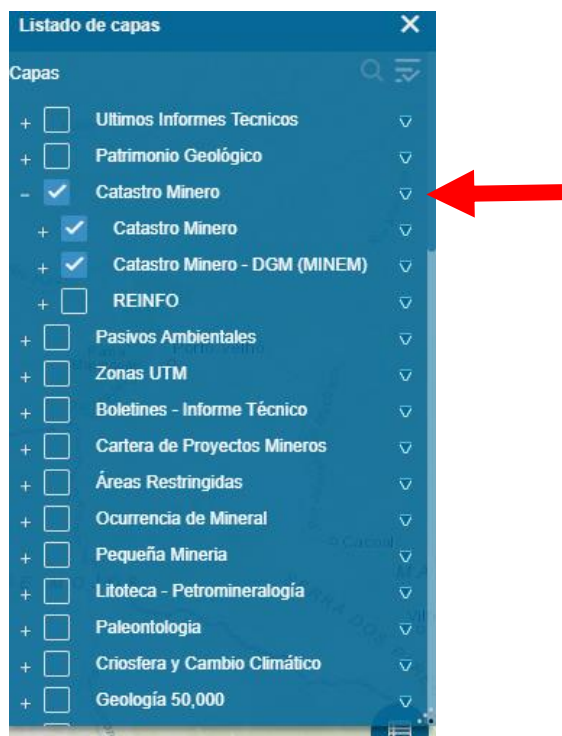 Listado de capas
Capas
Ultimos Informes Tecnicos
Patrimonio Geológico
Catastro Minero
Catastro Minero
Catastro Minero - DGM (MINEM)
REINFO
Pasivos Ambientales
Zonas UTM
Boletines - Informe Técnico
Cartera de Proyectos Mineros
Áreas Restringidas
Ocurrencia de Mineral
Pequeña Mineria
Litoteca - Petromineralogía
Paleontologia
Criosfera y Cambio Climático
Geología 50,000